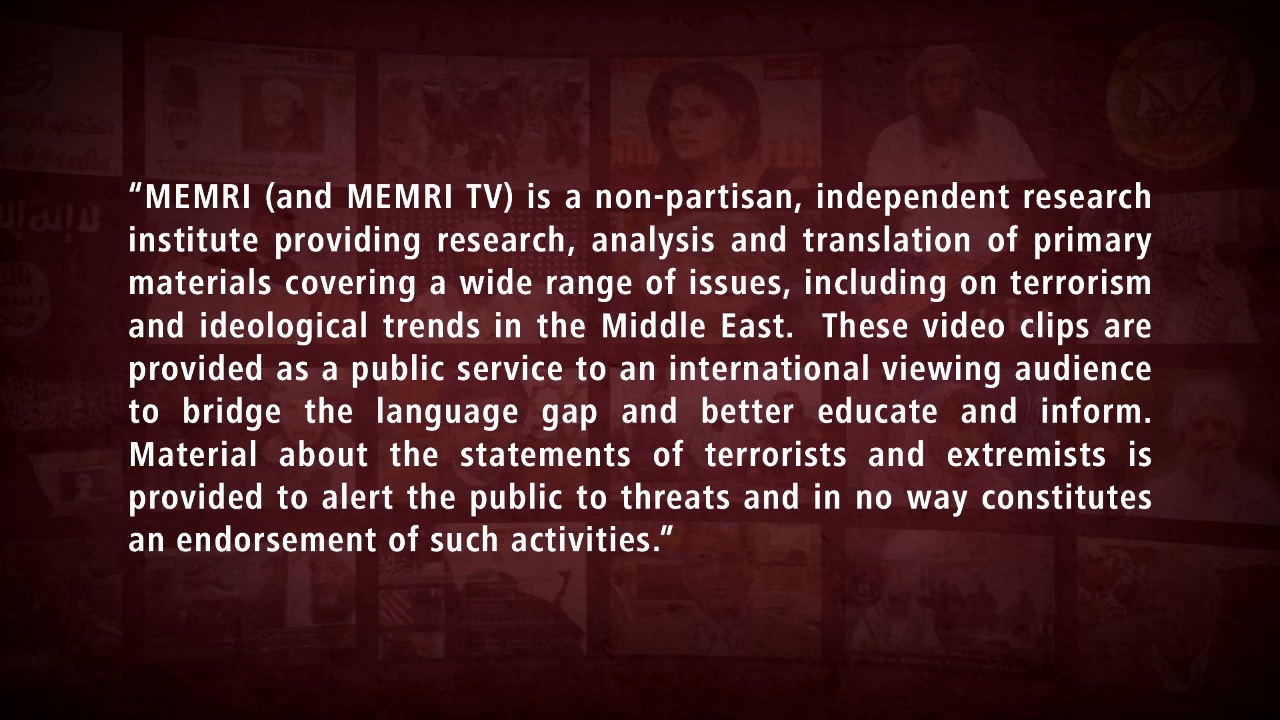 “MEMRI (and MEMRI TV) is a non-partisan, independent research
institute providing research, analysis and translation of primary
materials covering a wide range of issues, including on terrorism
and ideological trends in the Middle East.  These video clips are
provided as a public service to an international viewing audience
to bridge the language gap and better educate and inform.
Material about the statements of terrorists and extremists is
provided to alert the public to threats and in no way constitutes
an endorsement of such activities.”